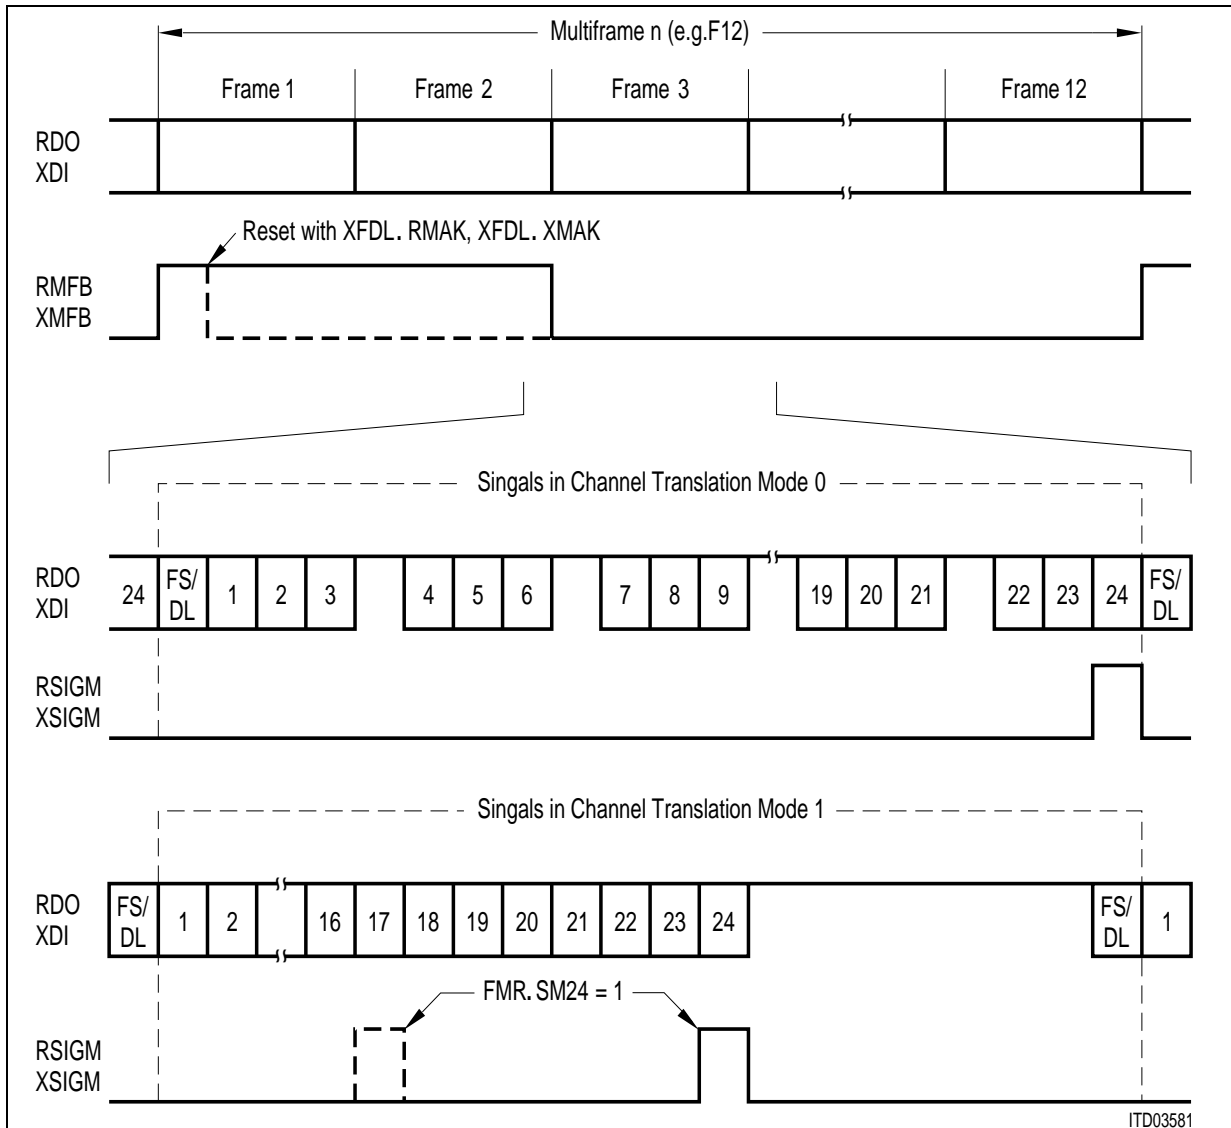 Multiframe n (e.g.F12)
Frame 1 Frame 2 Frame 3 Frame 12
RDO
XDI
Reset with XFDL. RMAK, XFDL. XMAK
RMFB
XMFB
Singals in Channel Translation Mode 0
RDO
XDI
24 FS/DL 1 2 3 4 5 6 7 8 9 19 20 21 22 23 24 FS/DL
RSIGM
XSIGM
Singals in Channel Translation Mode 1
RDO
XDI
FS/DL 1 2 16 17 18 19 20 21 22 23 24 FS/DL 1
FMR. SM24 = 1
RSIGM
XSIGM
ITD03581